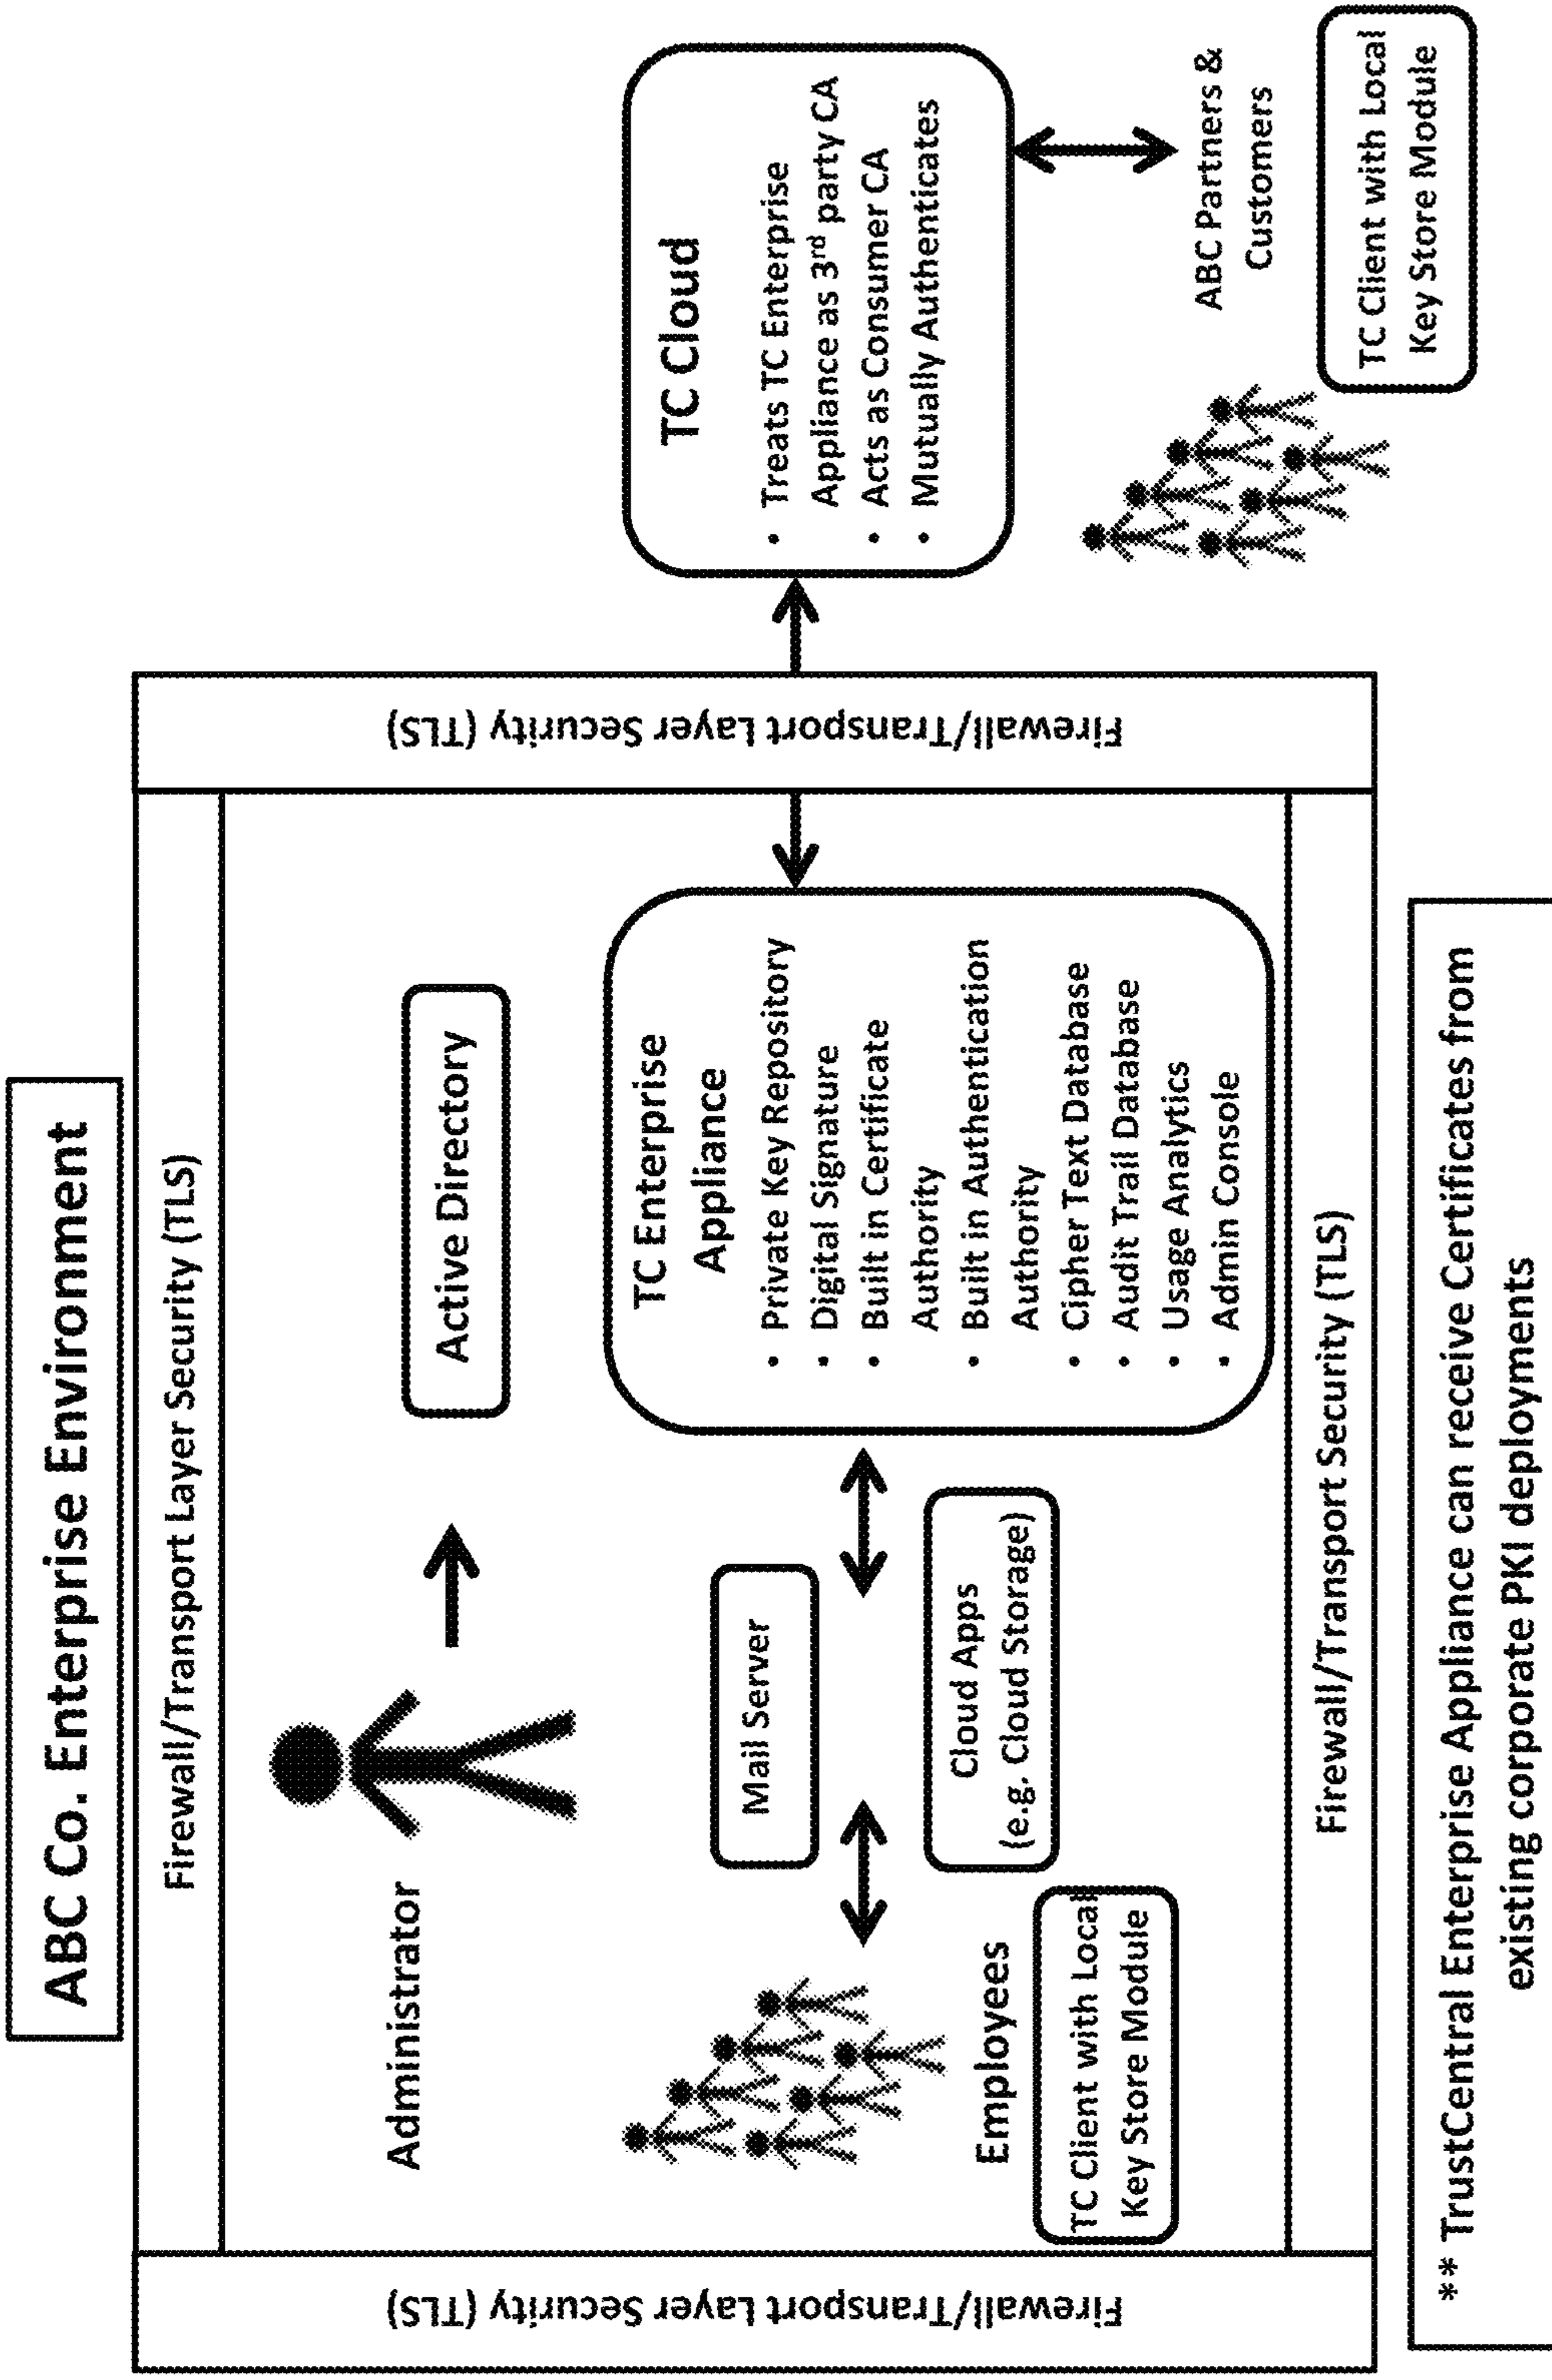 ABC Co. Enterprise Environment
Firewall/Transport Layer Security (TLS)
Firewall/Transport Layer Security (TLS)
Administrator
Active Directory
Employees
TC Client with Local
Key Store Module
Mail Server
Cloud Apps
(e.g. Cloud Storage)
TC Enterprise
Appliance
• Private Key Repository
• Digital Signature
• Built in Certificate
Authority
• Built in Authentication
Authority
• Cipher Text Database
• Audit Trail Database
• Usage Analytics
• Admin Console
Firewall/Transport Security (TLS)
Firewall/Transport Layer Security (TLS)
TC Cloud
• Treats TC Enterprise
Appliance as 3rd party CA
• Acts as Consumer CA
• Mutually Authenticates
ABC Partners &
Customers
TC Client with Local
Key Store Module
** TrustCentral Enterprise Appliance can receive Certificates from
existing corporate PKI deployments